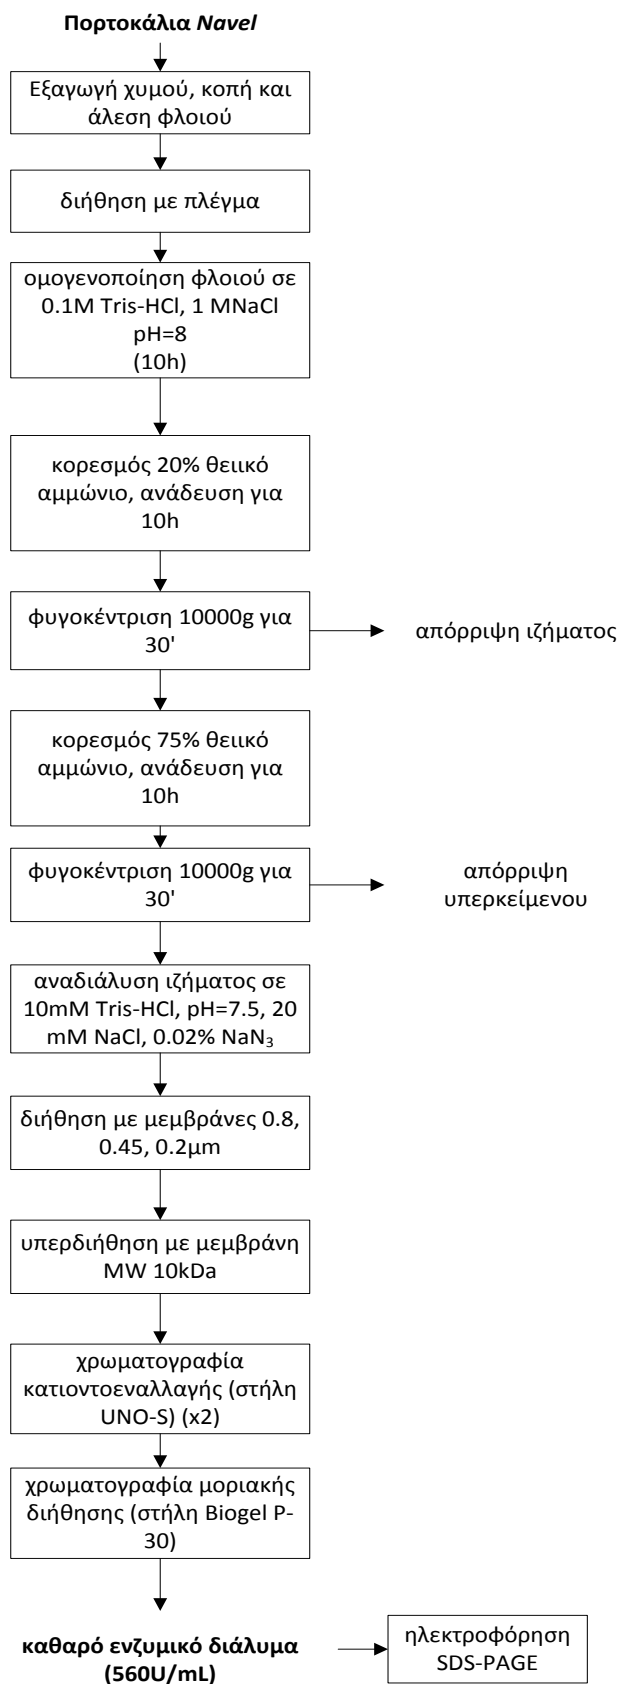 Πορτοκάλια Navel
Εξαγωγή χυμού, κοπή και
άλεση φλοιού
διήθηση με πλέγμα
ομογενοποίηση φλοιού σε
0.1M Tris-HCl, 1 MNaCl
pH=8
(10h)
κορεσμός 20% θειικό
αμμώνιο, ανάδευση για
10h
φυγοκέντριση 10000g για
30'
απόρριψη ιζήματος
κορεσμός 75% θειικό
αμμώνιο, ανάδευση για
10h
φυγοκέντριση 10000g για
30'
απόρριψη
υπερκείμενου
αναδιάλυση ιζήματος σε
10mM Tris-HCl, pH=7.5, 20
mM NaCl, 0.02% NaN₃
διήθηση με μεμβράνες 0.8,
0.45, 0.2μm
υπερδιήθηση με μεμβράνη
MW 10kDa
χρωματογραφία
κατιοντοεναλλαγής (στήλη
UNO-S) (x2)
χρωματογραφία μοριακής
διήθησης (στήλη Biogel P-
30)
καθαρό ενζυμικό διάλυμα
(560U/mL)
ηλεκτροφόρηση
SDS-PAGE